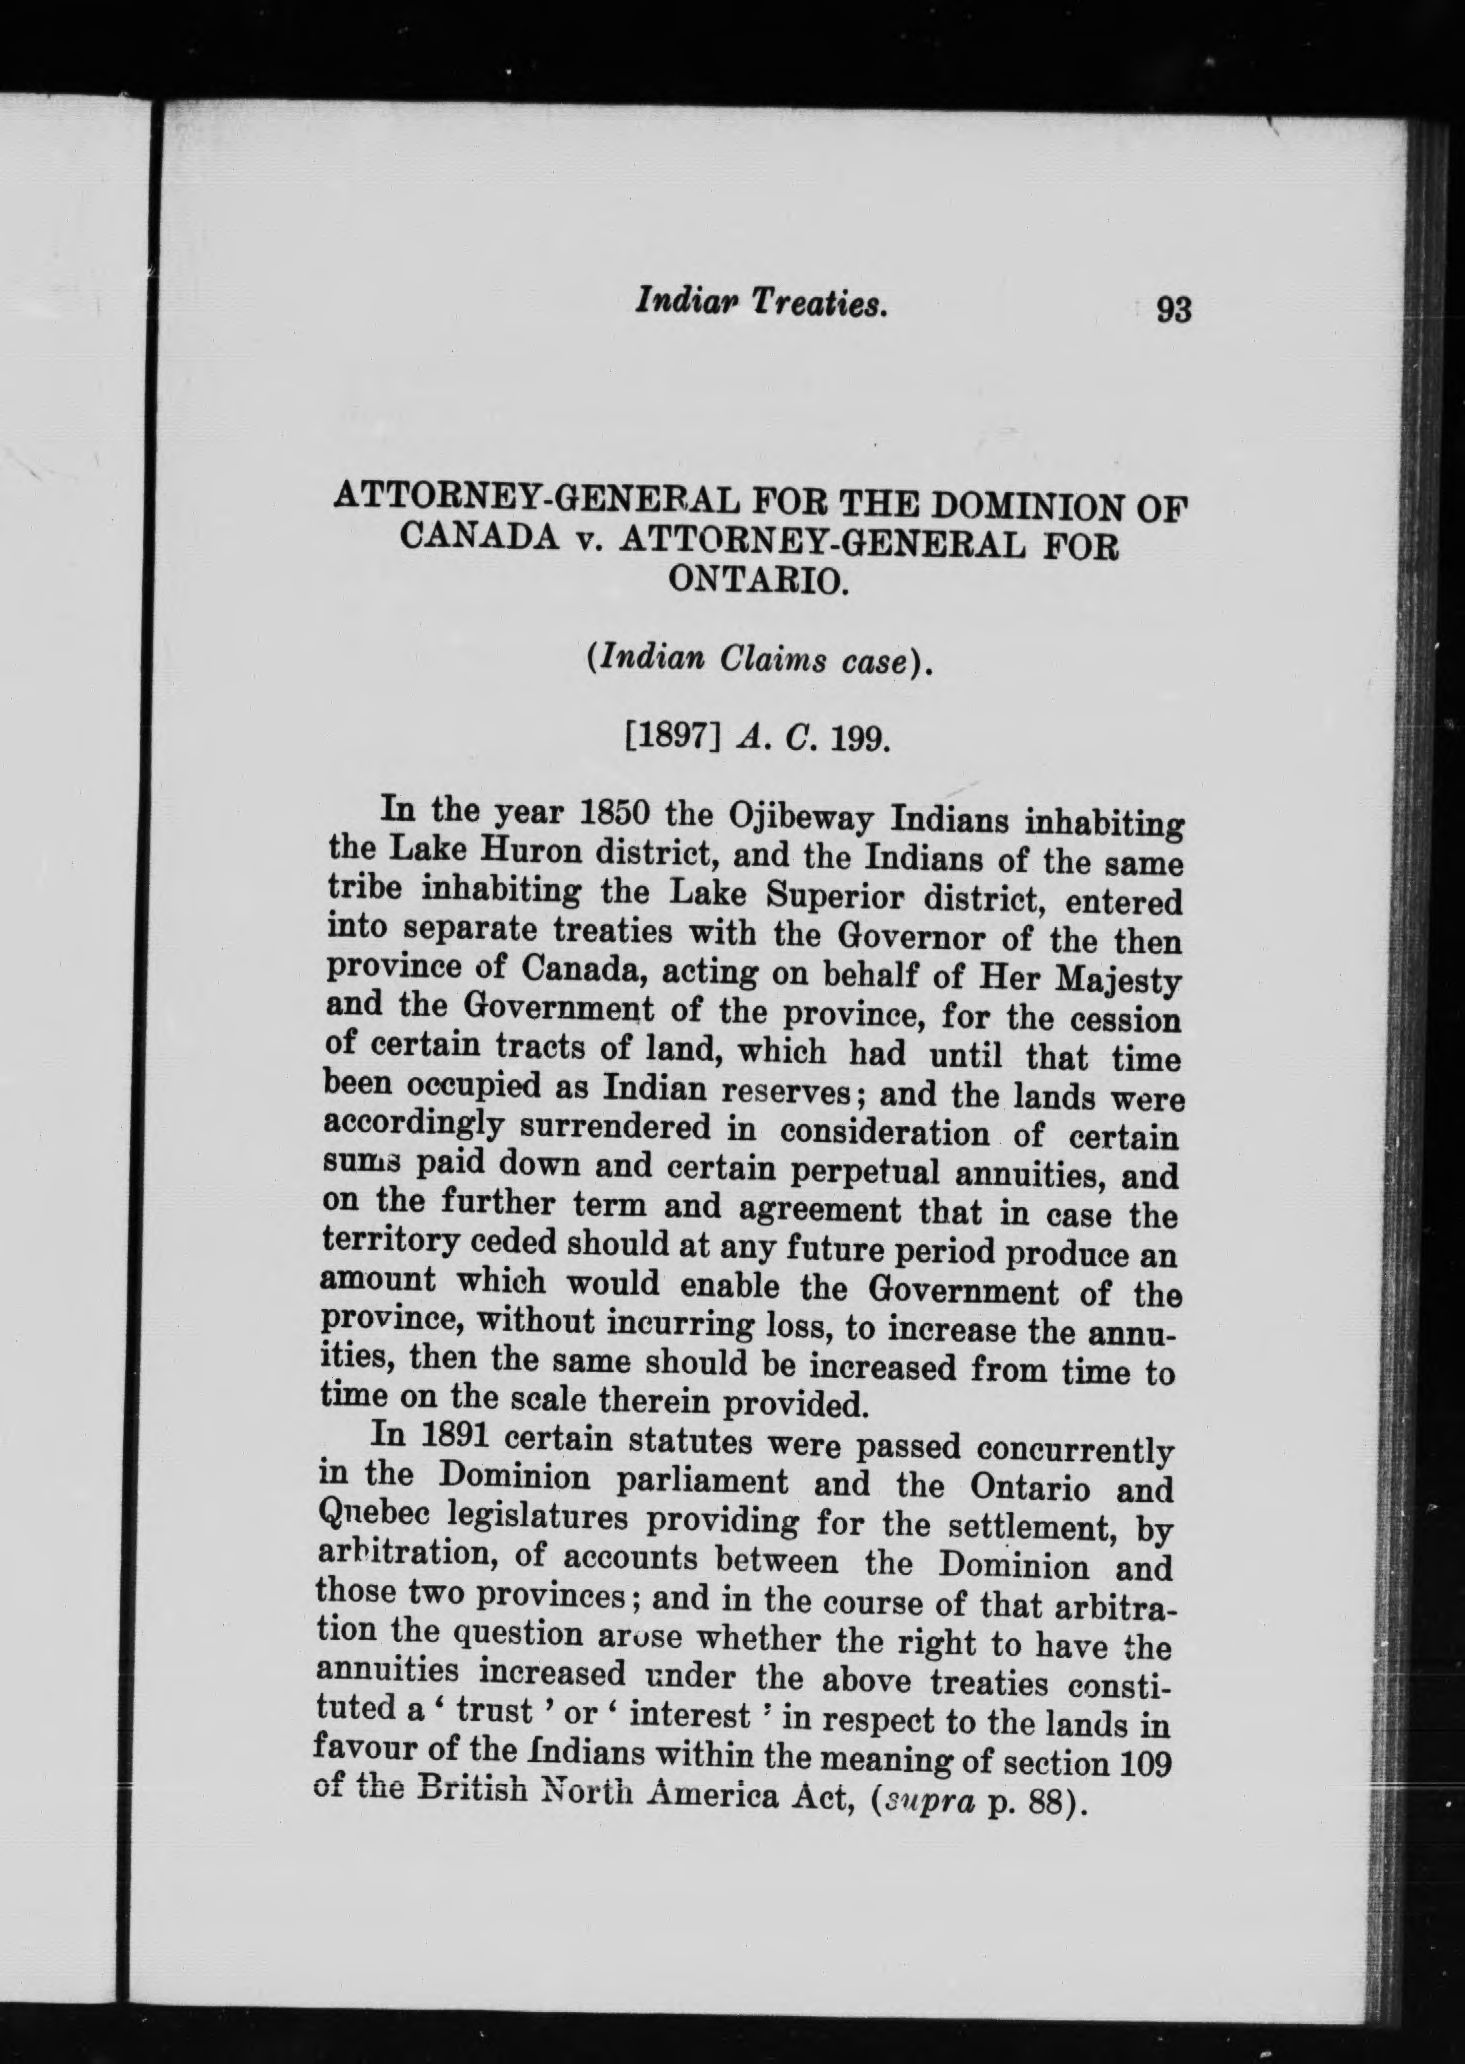 Indian Treaties. 93
ATTORNEY-GENERAL FOR THE DOMINION OF
CANADA v. ATTORNEY-GENERAL FOR
ONTARIO.
(Indian Claims case).
[1897] A. C. 199.
In the year 1850 the Ojibeway Indians inhabiting
the Lake Huron district, and the Indians of the same
tribe inhabiting the Lake Superior district, entered
into separate treaties with the Governor of the then
province of Canada, acting on behalf of Her Majesty
and the Government of the province, for the cession
of certain tracts of land, which had until that time
been occupied as Indian reserves; and the lands were
accordingly surrendered in consideration of certain
sums paid down and certain perpetual annuities, and
on the further term and agreement that in case the
territory ceded should at any future period produce an
amount which would enable the Government of the
province, without incurring loss, to increase the annu-
ities, then the same should be increased from time to
time on the scale therein provided.
In 1891 certain statutes were passed concurrently
in the Dominion parliament and the Ontario and
Quebec legislatures providing for the settlement, by
arbitration, of accounts between the Dominion and
those two provinces; and in the course of that arbitra-
tion the question arose whether the right to have the
annuities increased under the above treaties consti-
tuted a ‘ trust ’ or ‘ interest ’ in respect to the lands in
favour of the Indians within the meaning of section 109
of the British North America Act, (supra p. 88).